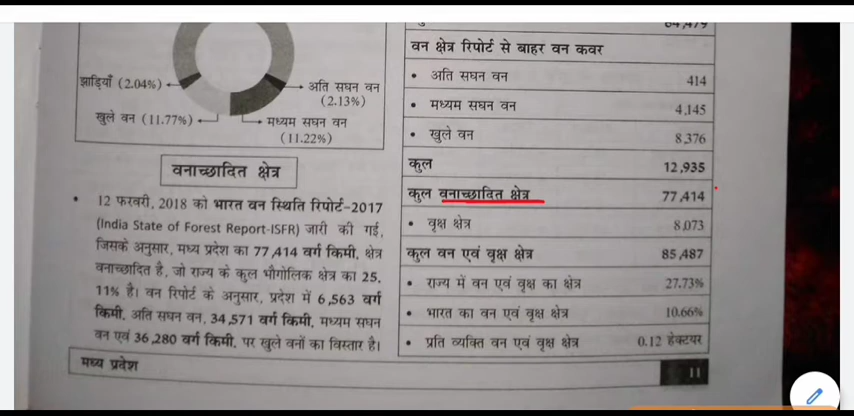 झाड़ियाँ (2.04%)
अति सघन वन
(2.13%)
खुले वन (11.77%)
मध्यम सघन वन
(11.22%)
वनाच्छादित क्षेत्र
• 12 फरवरी, 2018 को भारत वन स्थिति रिपोर्ट-2017
(India State of Forest Report-ISFR) जारी की गई,
जिसके अनुसार, मध्य प्रदेश का 77,414 वर्ग किमी. क्षेत्र
वनाच्छादित है, जो राज्य के कुल भौगोलिक क्षेत्र का 25.
11% है। वन रिपोर्ट के अनुसार, प्रदेश में 6,563 वर्ग
किमी. अति सघन वन, 34,571 वर्ग किमी. मध्यम सघन
वन एवं 36,280 वर्ग किमी. पर खुले वनों का विस्तार है।
मध्य प्रदेश
वन क्षेत्र रिपोर्ट से बाहर वन कवर
• अति सघन वन 414
• मध्यम सघन वन 4,145
• खुले वन 8,376
कुल 12,935
कुल वनाच्छादित क्षेत्र 77,414
• वृक्ष क्षेत्र 8,073
कुल वन एवं वृक्ष क्षेत्र 85,487
• राज्य में वन एवं वृक्ष का क्षेत्र 27.73%
• भारत का वन एवं वृक्ष क्षेत्र 10.66%
• प्रति व्यक्ति वन एवं वृक्ष क्षेत्र 0.12 हेक्टयर
11